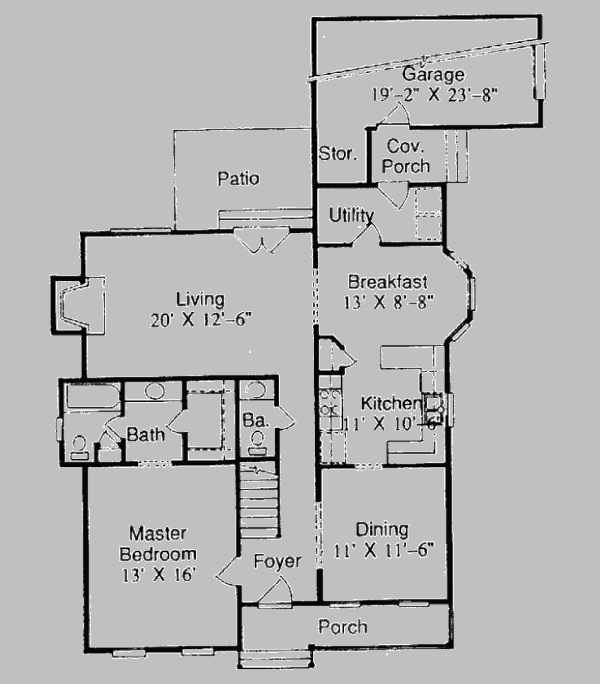 Garage
19'-2" X 23'-8"
Stor.
Cov.
Porch
Patio
Utility
Living
20' X 12'-6"
Breakfast
13' X 8'-8"
Kitchen
11' X 10'-6"
Bath
Ba.
Master
Bedroom
13' X 16'
Foyer
Dining
11' X 11'-6"
Porch